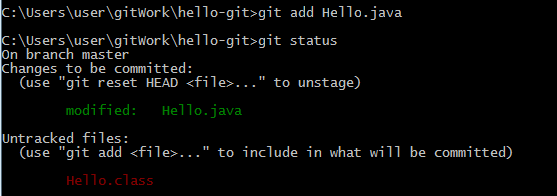 C:\Users\user\gitWork\hello-git>git add Hello.java
C:\Users\user\gitWork\hello-git>git status
On branch master
Changes to be committed:
  (use "git reset HEAD <file>..." to unstage)
        modified:   Hello.java
Untracked files:
  (use "git add <file>..." to include in what will be committed)
        Hello.class